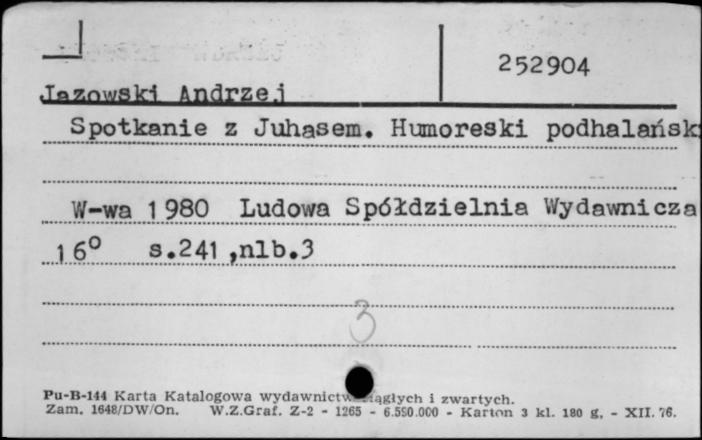 252904
Jazowski Andrzej
Spotkanie z Juhasem. Humoreski podhalańsk
W-wa 1980 Ludowa Spółdzielnia Wydawnicza
16° s.241 ,nlb.3
3
Pu-B-144 Karta Katalogowa wydawnictw ciągłych i zwartych.
Zam. 1648/DW/On. W.Z.Graf. Z-2 - 1265 - 6.550.000 - Karton 3 kl. 180 g. - XII. 76.